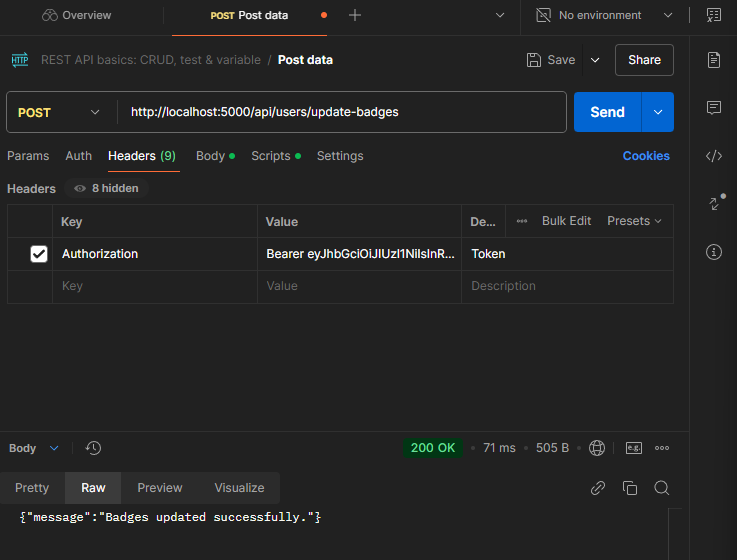 Overview POST Post data No environment
HTTP REST API basics: CRUD, test & variable / Post data Save Share
POST http://localhost:5000/api/users/update-badges Send
Params Auth Headers (9) Body Scripts Settings Cookies
Headers 8 hidden
Key Value De... Bulk Edit Presets
Authorization Bearer eyJhbGciOiJIUzI1NiIsInR... Token
Key Value Description
Body 200 OK 71 ms 505 B e.g.
Pretty Raw Preview Visualize
{"message":"Badges updated successfully."}